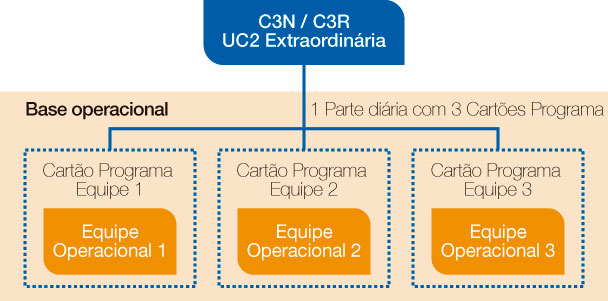 C3N / C3R
UC2 Extraordinária
Base operacional
1 Parte diária com 3 Cartões Programa
Cartão Programa
Equipe 1
Equipe
Operacional 1
Cartão Programa
Equipe 2
Equipe
Operacional 2
Cartão Programa
Equipe 3
Equipe
Operacional 3